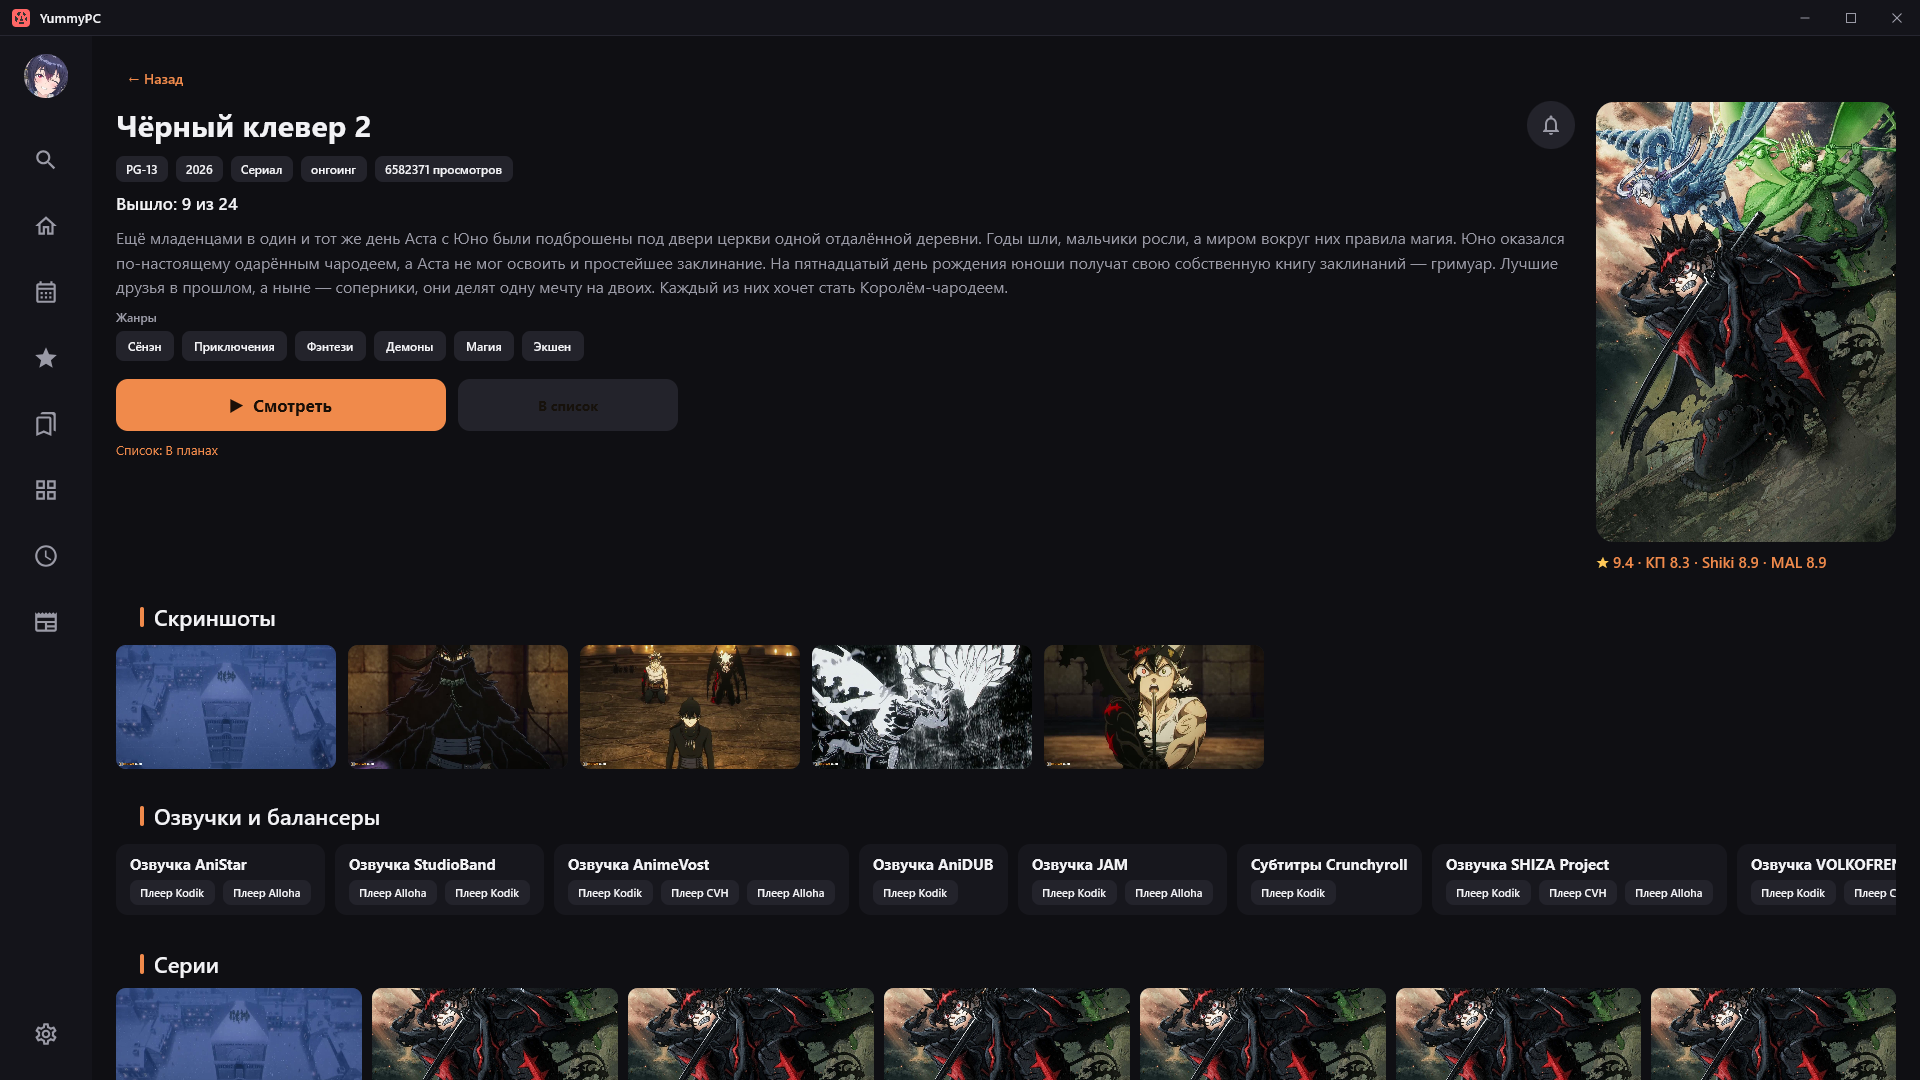 YummyPC
← Назад
Чёрный клевер 2
PG-13 2026 Сериал онгоинг 6582371 просмотров
Вышло: 9 из 24
Ещё младенцами в один и тот же день Аста с Юно были подброшены под двери церкви одной отдалённой деревни. Годы шли, мальчики росли, а миром вокруг них правила магия. Юно оказался
по-настоящему одарённым чародеем, а Аста не мог освоить и простейшее заклинание. На пятнадцатый день рождения юноши получат свою собственную книгу заклинаний — гримуар. Лучшие
друзья в прошлом, а ныне — соперники, они делят одну мечту на двоих. Каждый из них хочет стать Королём-чародеем.
Жанры
Сёнэн Приключения Фэнтези Демоны Магия Экшен
Смотреть В список
Список: В планах
9.4 · КП 8.3 · Shiki 8.9 · MAL 8.9
Скриншоты
Озвучки и балансеры
Озвучка AniStar Озвучка StudioBand Озвучка AnimeVost Озвучка AniDUB Озвучка JAM Субтитры Crunchyroll Озвучка SHIZA Project Озвучка VOLKOFREN
Плеер Kodik Плеер Alloha Плеер Alloha Плеер Kodik Плеер Kodik Плеер CVH Плеер Alloha Плеер Kodik Плеер Kodik Плеер Alloha Плеер Kodik Плеер Kodik Плеер CVH Плеер Alloha Плеер Kodik Плеер C
Серии